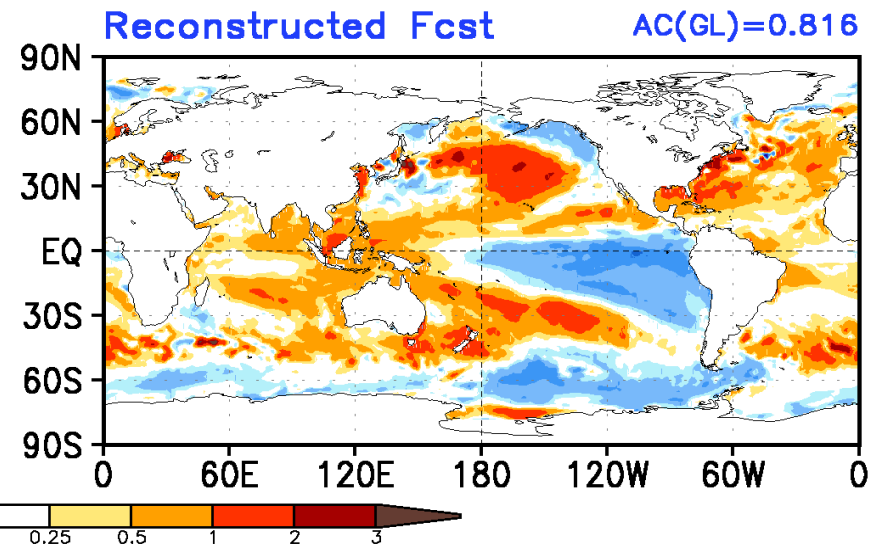 Reconstructed Fcst AC(GL)=0.816
90N
60N
30N
EQ
30S
60S
90S
0 60E 120E 180 120W 60W 0
0.25 0.5 1 2 3